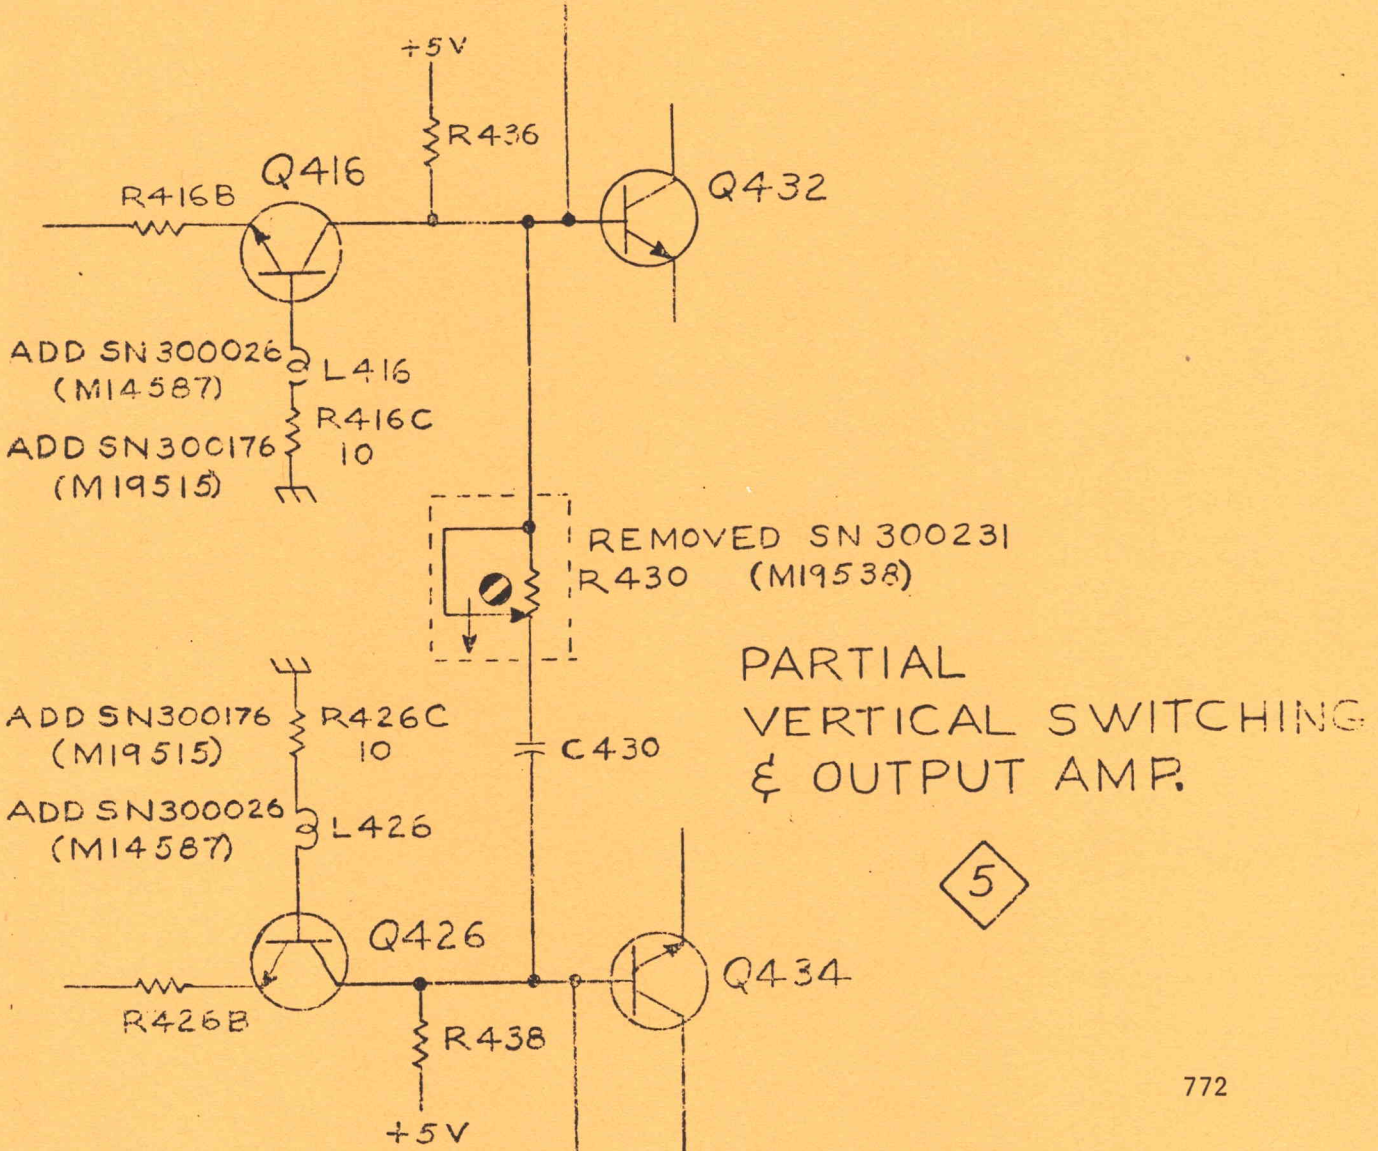 +5V
R436
Q416
R416B
Q432
ADD SN300026
(M14587)
L416
R416C
10
ADD SN300176
(M19515)
REMOVED SN 300231
R430 (M19538)
PARTIAL
VERTICAL SWITCHING
& OUTPUT AMP.
5
ADD SN300176
(M19515)
R426C
10
C430
ADD SN300026
(M14587)
L426
Q426
Q434
R426B
R438
+5V
772